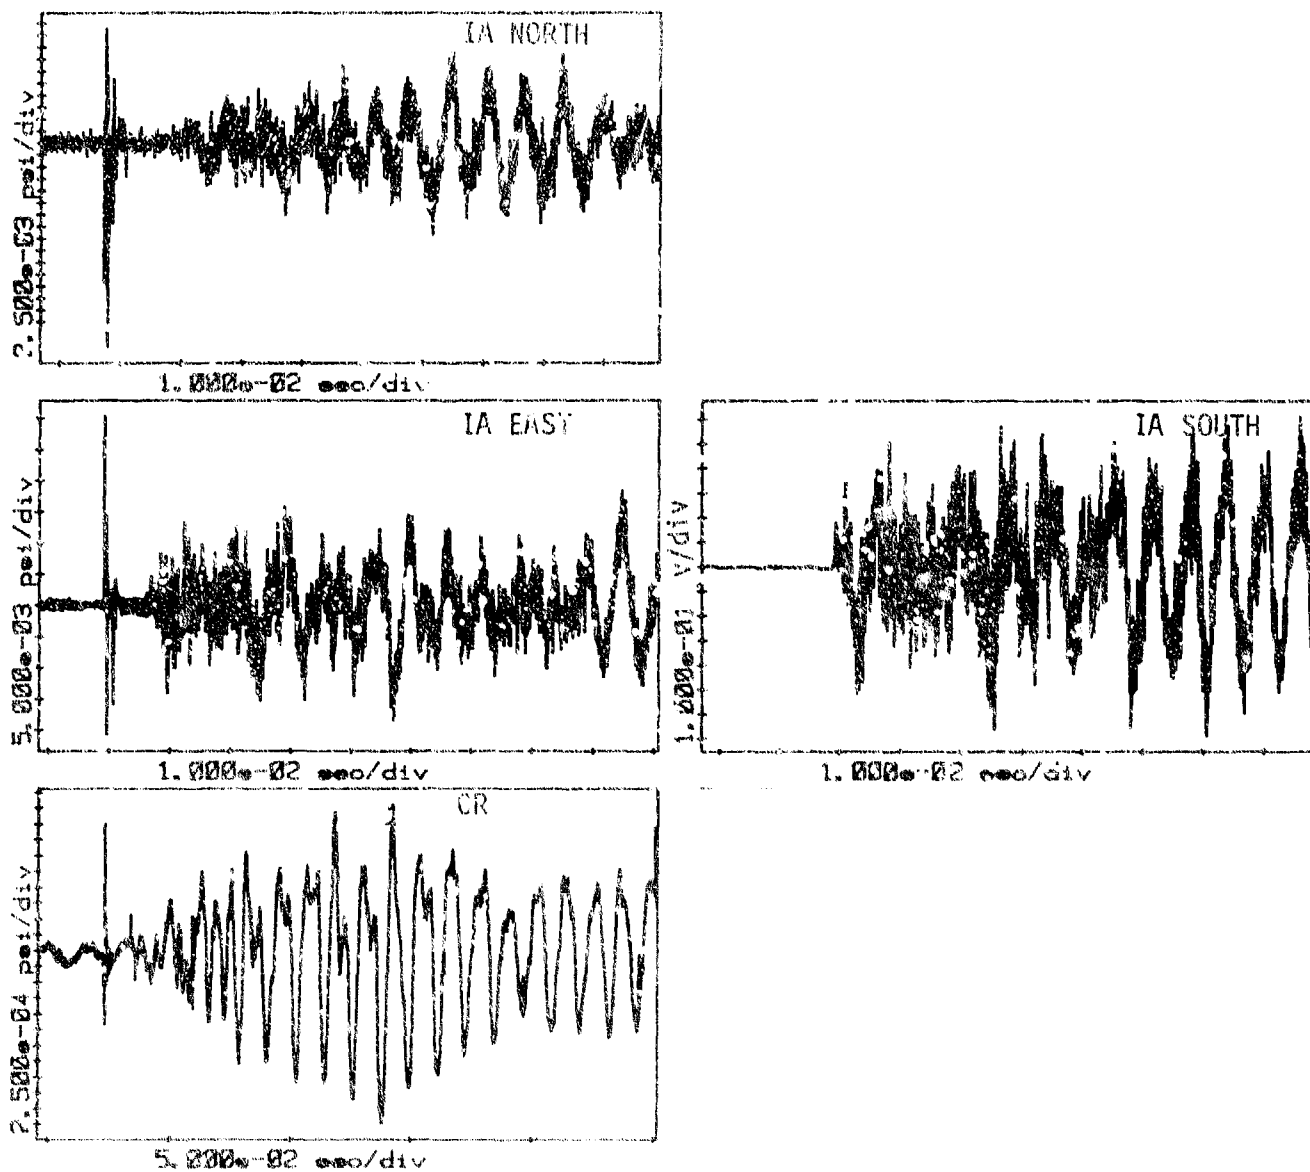 IA NORTH
2.500e-03 psi/div
1.000e-02 sec/div
IA EAST
5.000e-03 psi/div
1.000e-02 sec/div
IA SOUTH
1.000e-01 V/div
1.000e-02 sec/div
CR
2.500e-04 psi/div
5.000e-02 sec/div